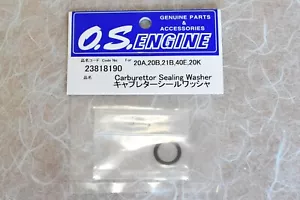 GENUINE PARTS
&
ACCESSORIES
O.S.ENGINE
品名コード Code No. For 20A,20B,21B,40E,20K
23818190
品名 Carburettor Sealing Washer
キャブレターシールワッシャ